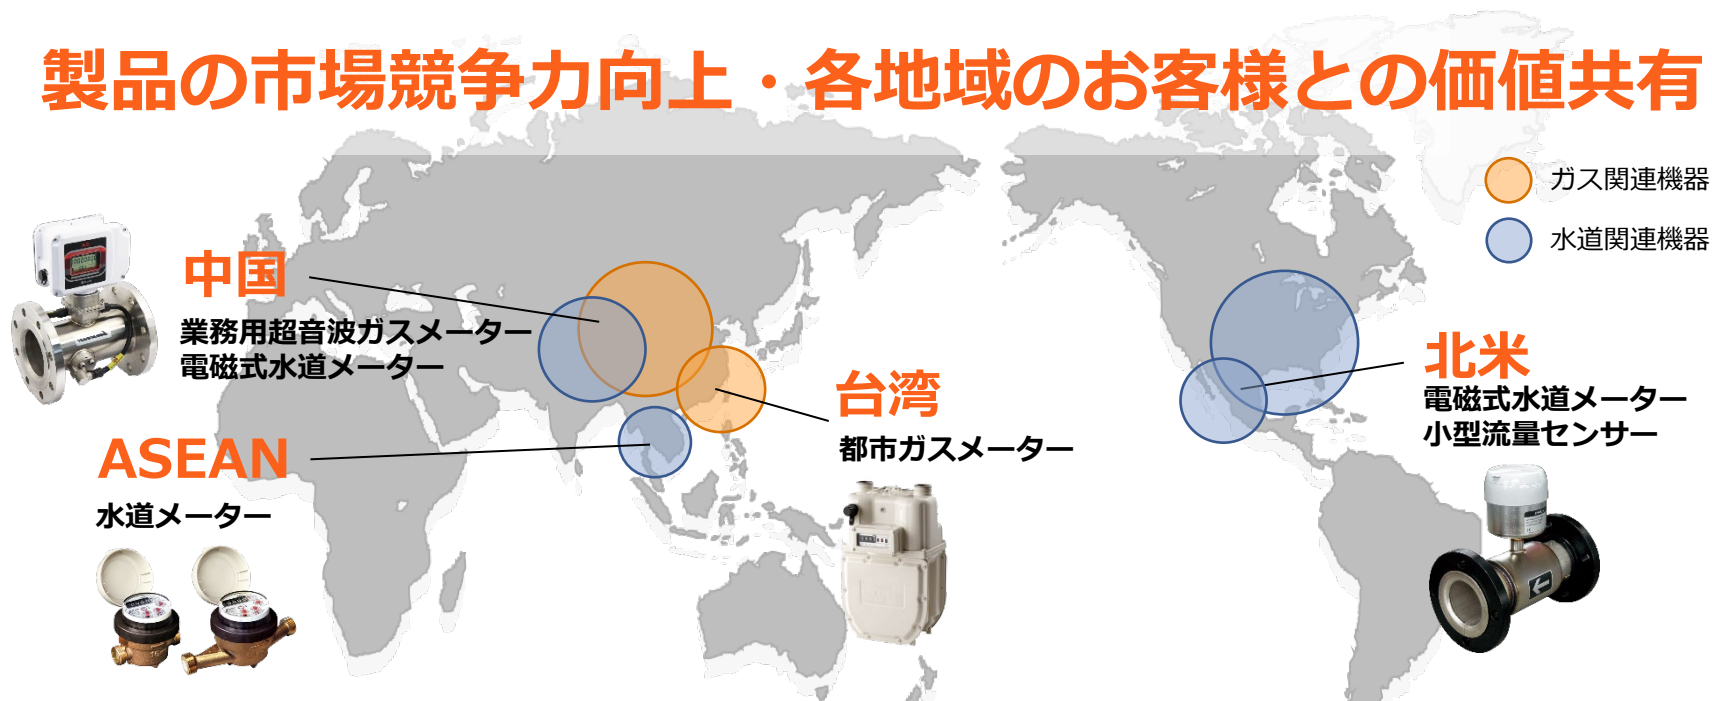 製品の市場競争力向上・各地域のお客様との価値共有
ガス関連機器
水道関連機器
中国
業務用超音波ガスメーター
電磁式水道メーター
ASEAN
水道メーター
台湾
都市ガスメーター
北米
電磁式水道メーター
小型流量センサー